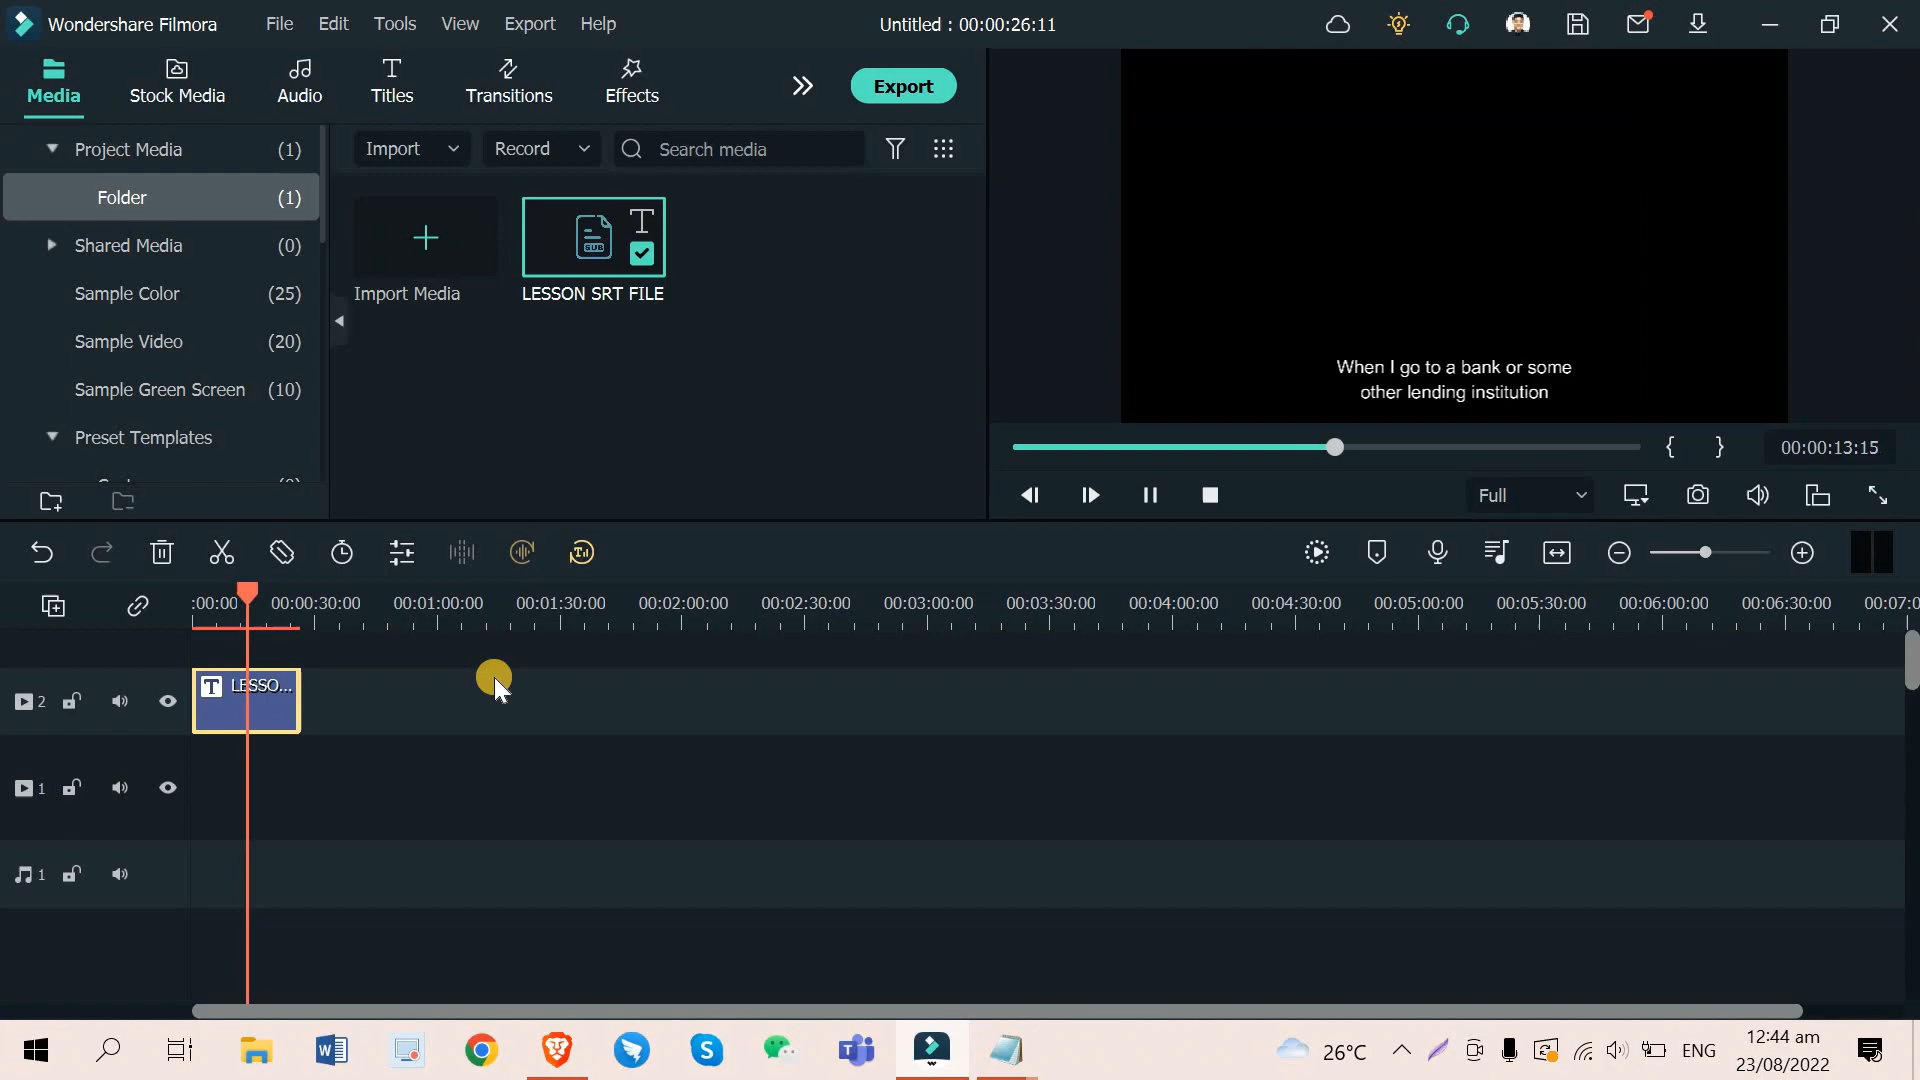 Wondershare Filmora
File
Edit
Tools
View
Export
Help
Untitled : 00:00:26:11
Media
Stock Media
Audio
Titles
Transitions
Effects
Export
Project Media (1)
Folder (1)
Shared Media (0)
Sample Color (25)
Sample Video (20)
Sample Green Screen (10)
Preset Templates
Import
Record
Search media
SUB
Import Media
LESSON SRT FILE
When I go to a bank or some
other lending institution
{ } 00:00:13:15
Full
:00:00 00:00:30:00 00:01:00:00 00:01:30:00 00:02:00:00 00:02:30:00 00:03:00:00 00:03:30:00 00:04:00:00 00:04:30:00 00:05:00:00 00:05:30:00 00:06:00:00 00:06:30:00 00:07:0
2
T LESSO...
1
1
26°C
ENG
12:44 am
23/08/2022